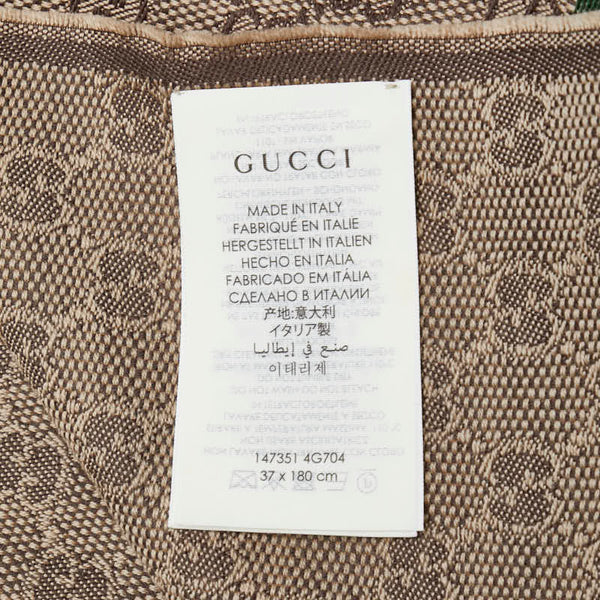 GUCCI
MADE IN ITALY
FABRIQUÉ EN ITALIE
HERGESTELLT IN ITALIEN
HECHO EN ITALIA
FABRICADO EM ITÁLIA
СДЕЛАНО В ИТАЛИИ
产地:意大利
イタリア製
صنع في إيطاليا
이태리제
147351 4G704
37 x 180 cm